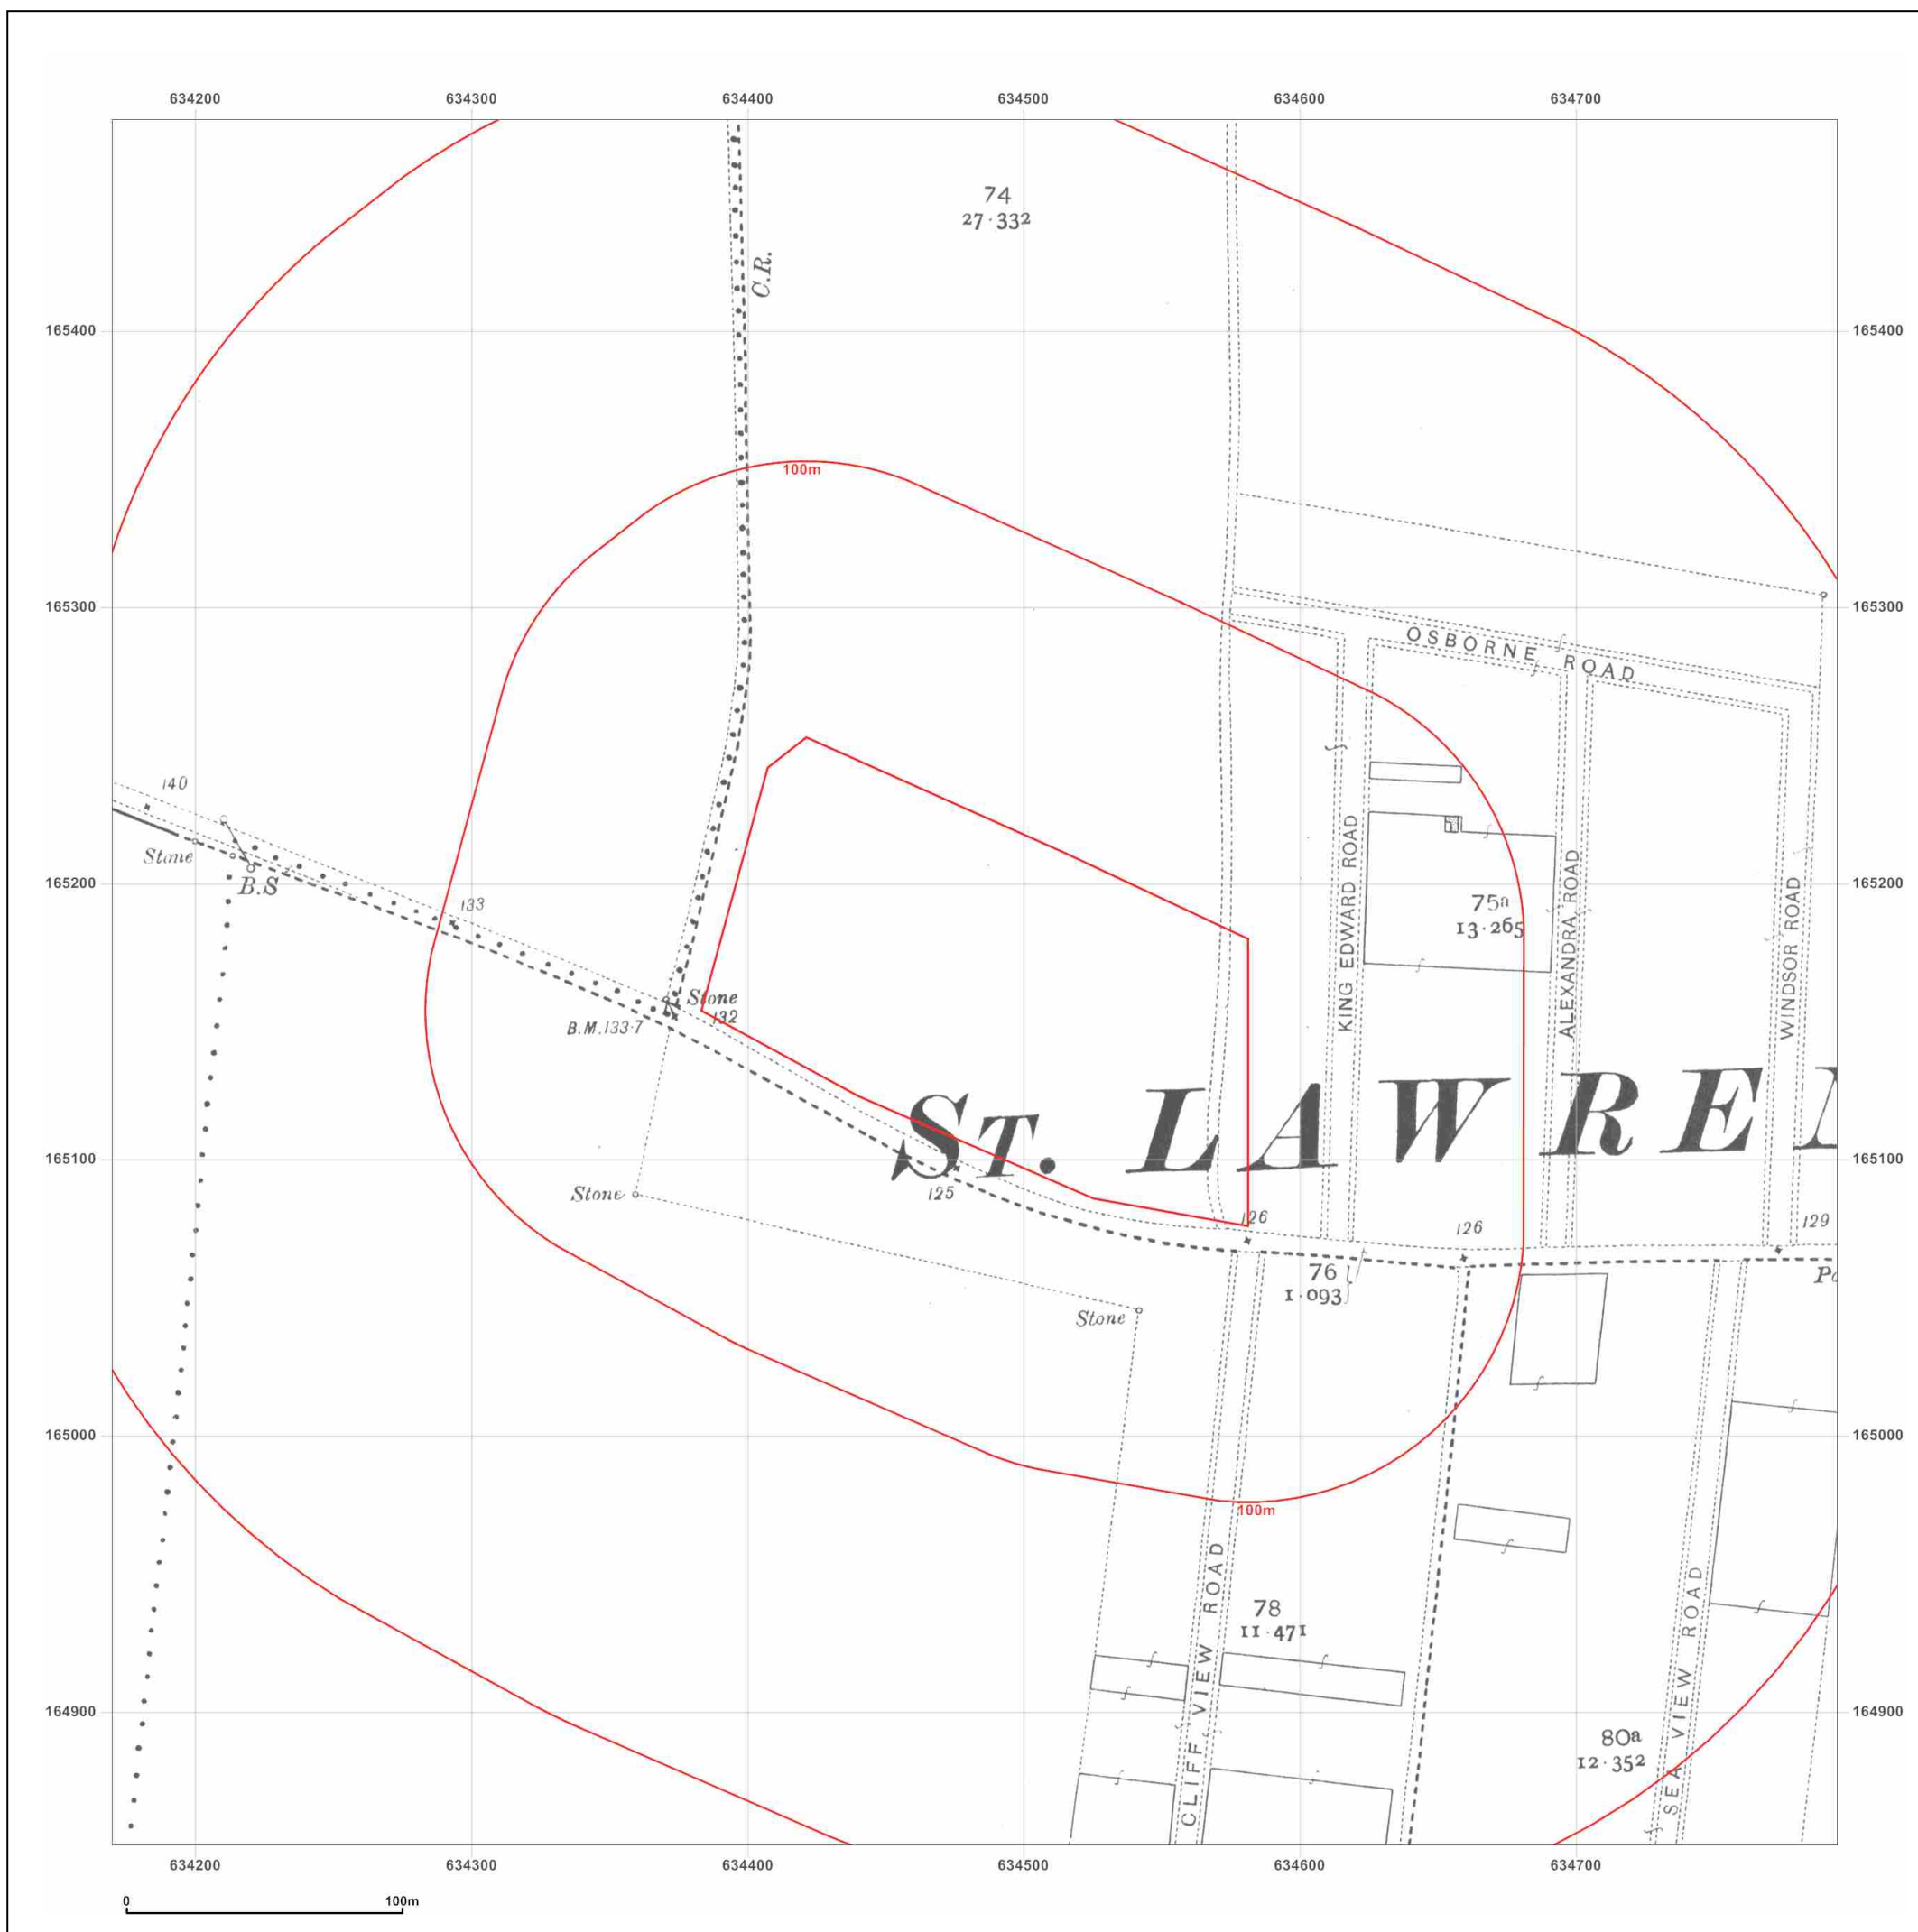 634200 634300 634400 634500 634600 634700
74
27·332
C.R.
165400 165400
100m
165300 165300
OSBORNE ROAD
140
Stone
B.S
133
165200 165200
KING EDWARD ROAD
75a
13·265
ALEXANDRA ROAD
WINDSOR ROAD
Stone
132
B.M.133·7
ST. LAWREN
165100 165100
125
Stone
126
126
129
76
1·093
Po
Stone
165000 165000
100m
CLIFF VIEW ROAD
78
11·471
SEA VIEW ROAD
164900 164900
80a
12·352
634200 634300 634400 634500 634600 634700
0 100m